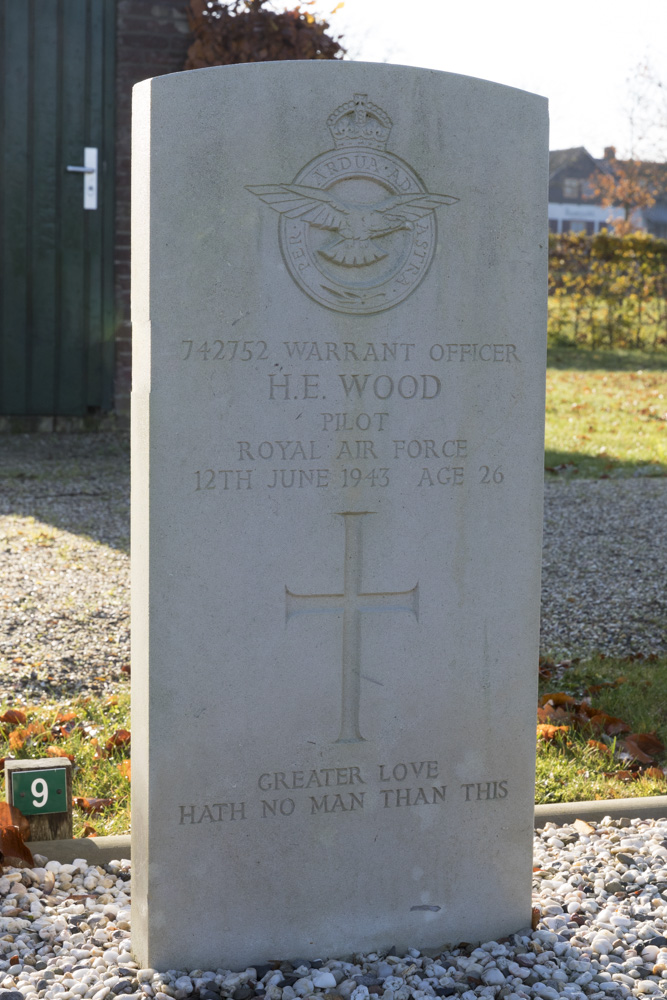 PER · ARDUA · AD · ASTRA
742752 WARRANT OFFICER
H.E. WOOD
PILOT
ROYAL AIR FORCE
12TH JUNE 1943 AGE 26
GREATER LOVE
HATH NO MAN THAN THIS
9